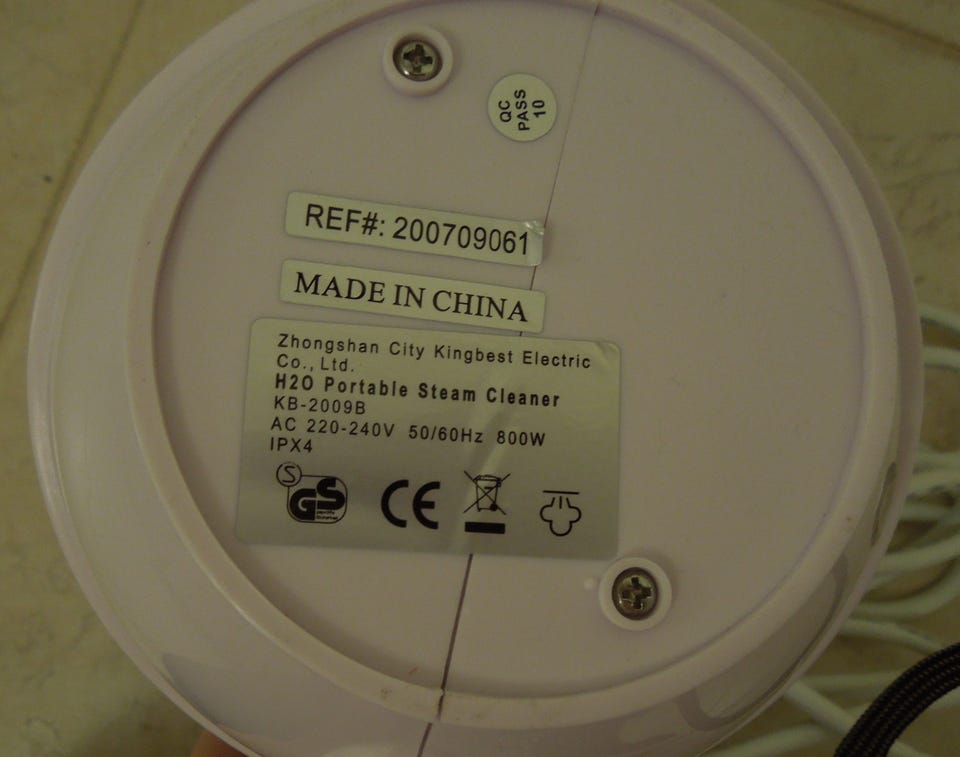 QC
PASS
10
REF#: 200709061
MADE IN CHINA
Zhongshan City Kingbest Electric
Co., Ltd.
H2O Portable Steam Cleaner
KB-2009B
AC 220-240V 50/60Hz 800W
IPX4
S
GS
CE